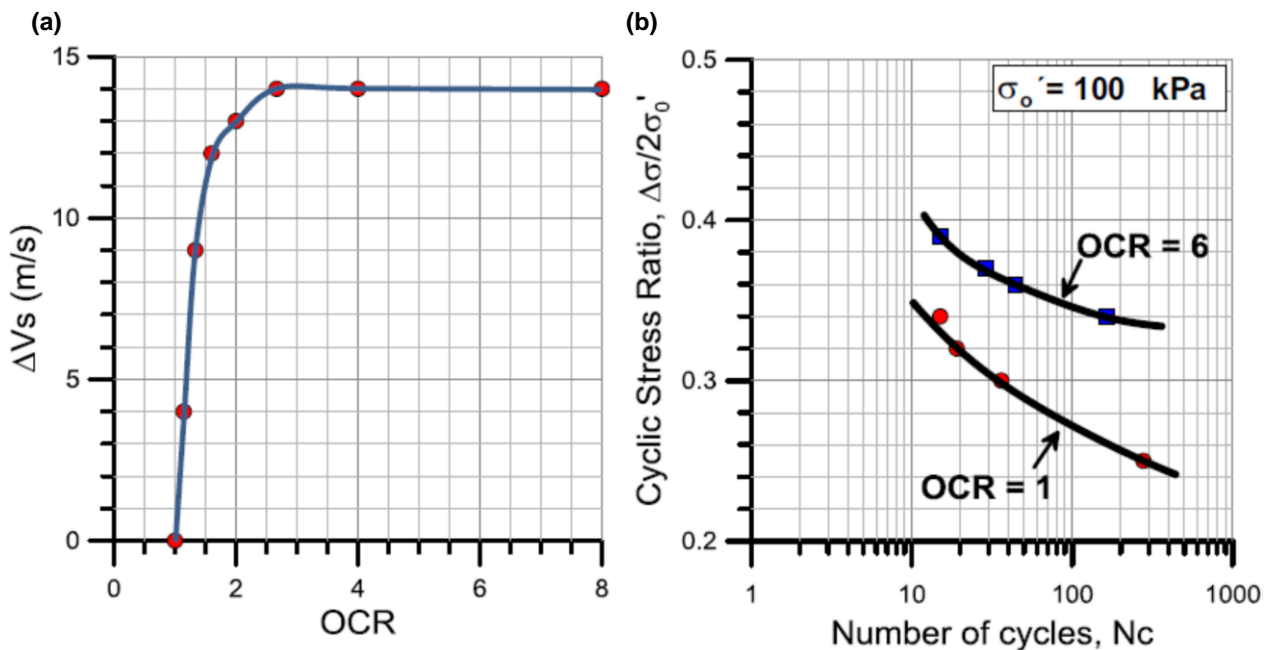 (a)
15
10
5
0
ΔVs (m/s)
0 2 4 6 8
OCR
(b)
0.5
0.4
0.3
0.2
Cyclic Stress Ratio, Δσ/2σ₀'
σₒ´= 100 kPa
OCR = 6
OCR = 1
1 10 100 1000
Number of cycles, Nc